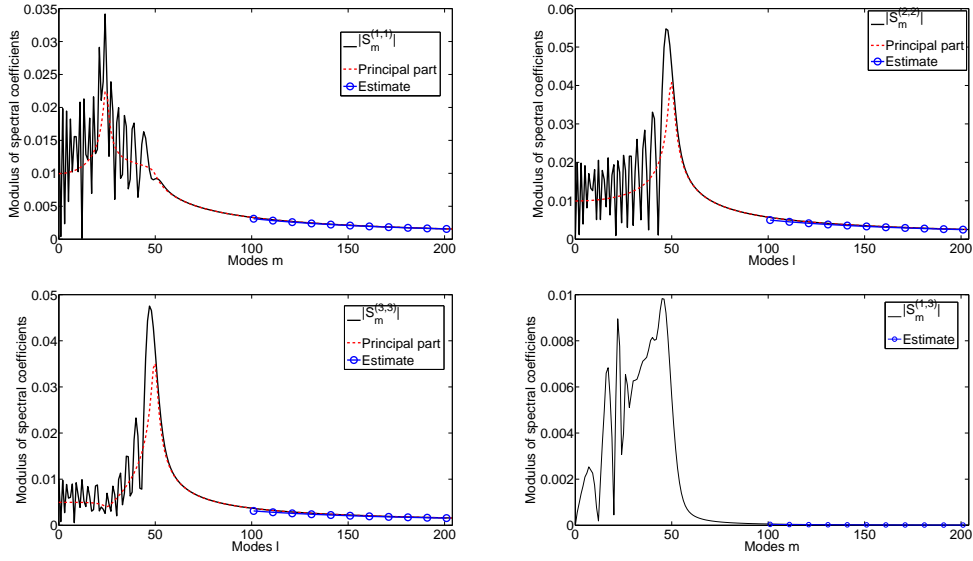 0.035
0.03
0.025
0.02
0.015
0.01
0.005
0
0
50
100
150
200
Modulus of spectral coefficients
Modes m
|S_m^(1,1)|
Principal part
Estimate
0.06
0.05
0.04
0.03
0.02
0.01
0
0
50
100
150
200
Modulus of spectral coefficients
Modes l
|S_m^(2,2)|
Principal part
Estimate
0.05
0.04
0.03
0.02
0.01
0
0
50
100
150
200
Modulus of spectral coefficients
Modes l
|S_m^(3,3)|
Principal part
Estimate
0.01
0.008
0.006
0.004
0.002
0
0
50
100
150
200
Modulus of spectral coefficients
Modes m
|S_m^(1,3)|
Estimate